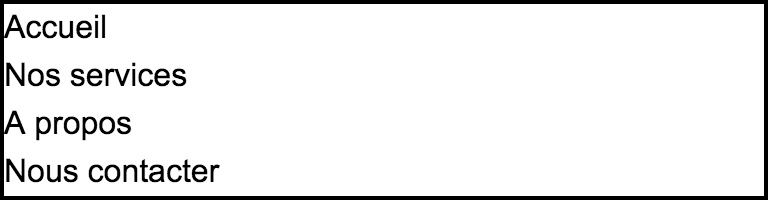 Accueil
Nos services
A propos
Nous contacter